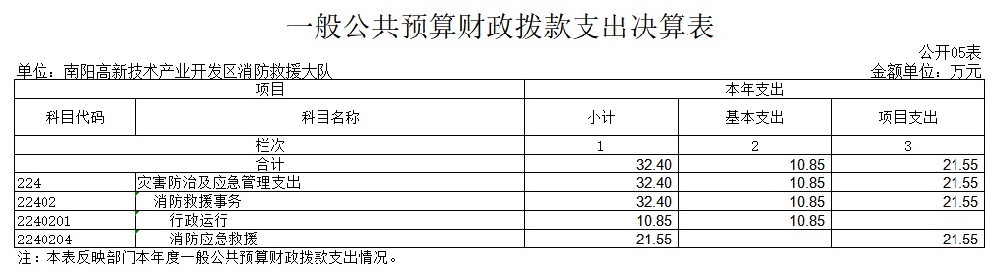 一般公共预算财政拨款支出决算表
公开05表
单位：南阳高新技术产业开发区消防救援大队 金额单位：万元
项目 本年支出
科目代码 科目名称 小计 基本支出 项目支出
栏次 1 2 3
合计 32.40 10.85 21.55
224 灾害防治及应急管理支出 32.40 10.85 21.55
22402 消防救援事务 32.40 10.85 21.55
2240201 行政运行 10.85 10.85
2240204 消防应急救援 21.55 21.55
注：本表反映部门本年度一般公共预算财政拨款支出情况。